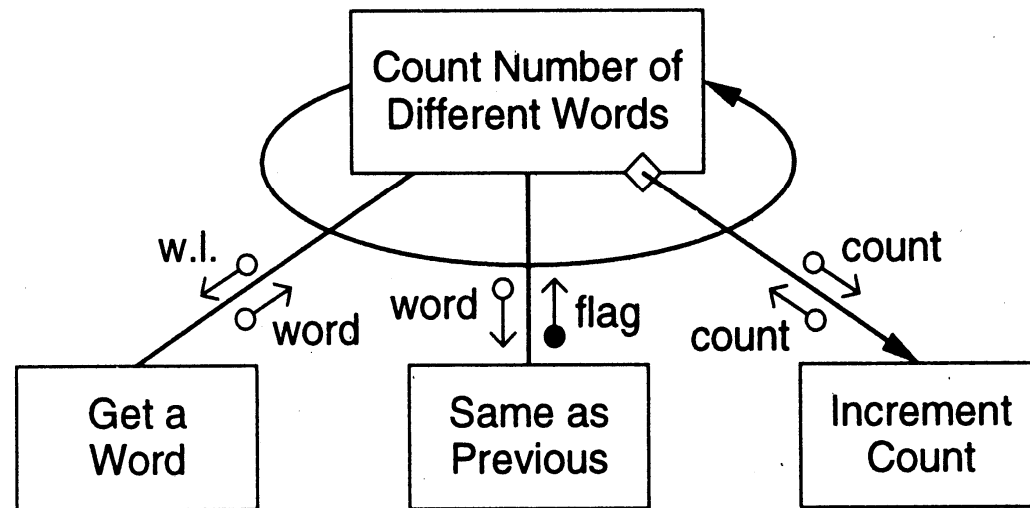 Count Number of
Different Words
w.l.
word
word
flag
count
count
Get a
Word
Same as
Previous
Increment
Count